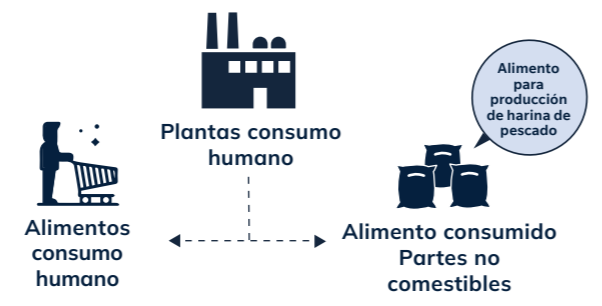 Plantas consumo
humano
Alimento
para
producción
de harina de
pescado
Alimentos
consumo
humano
Alimento consumido
Partes no
comestibles